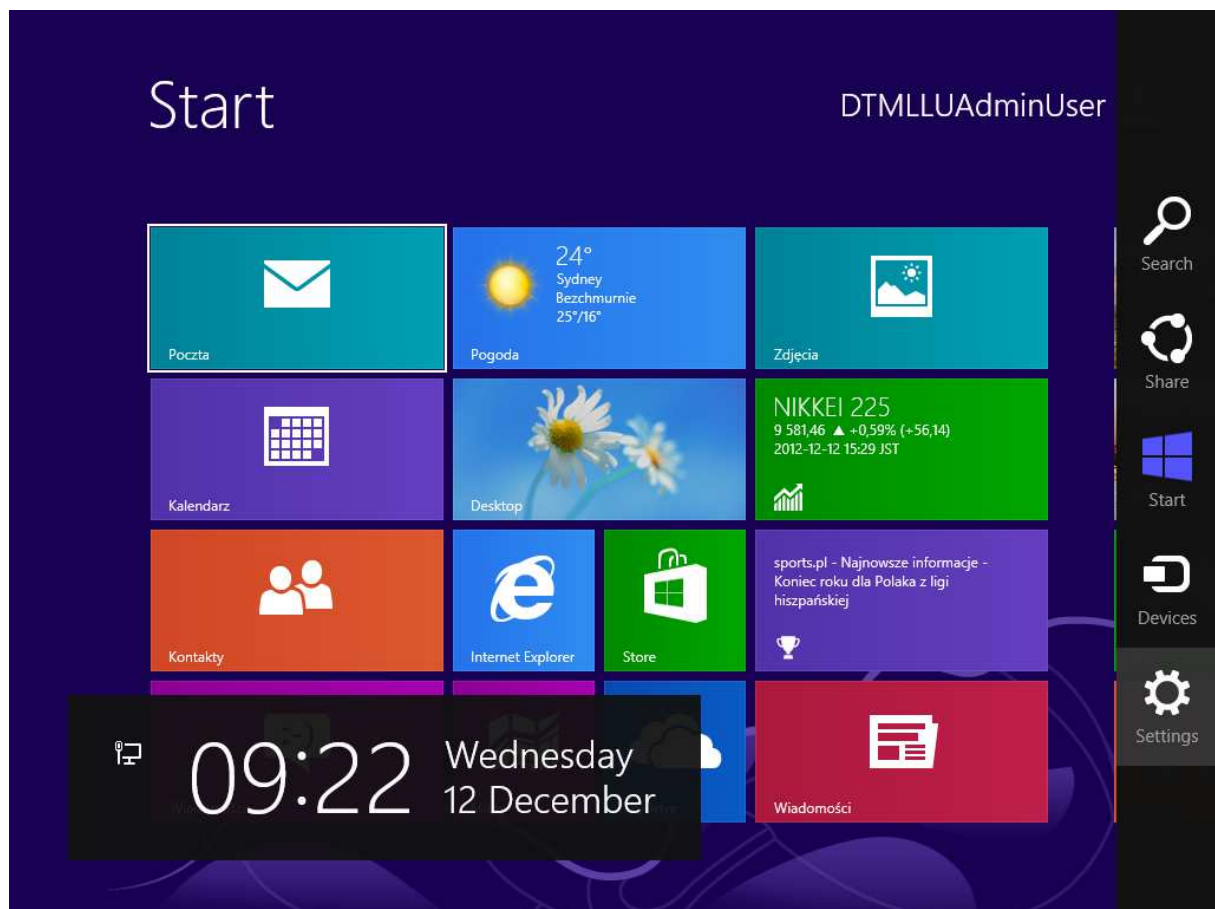 Start
DTMLLUAdminUser
Poczta
24°
Sydney
Bezchmurnie
25°/16°
Pogoda
Zdjęcia
Kalendarz
Desktop
NIKKEI 225
9 581,46 ▲ +0,59% (+56,14)
2012-12-12 15:29 JST
Kontakty
Internet Explorer
Store
sports.pl - Najnowsze informacje -
Koniec roku dla Polaka z ligi
hiszpańskiej
Wiadomości
09:22
Wednesday
12 December
Search
Share
Start
Devices
Settings